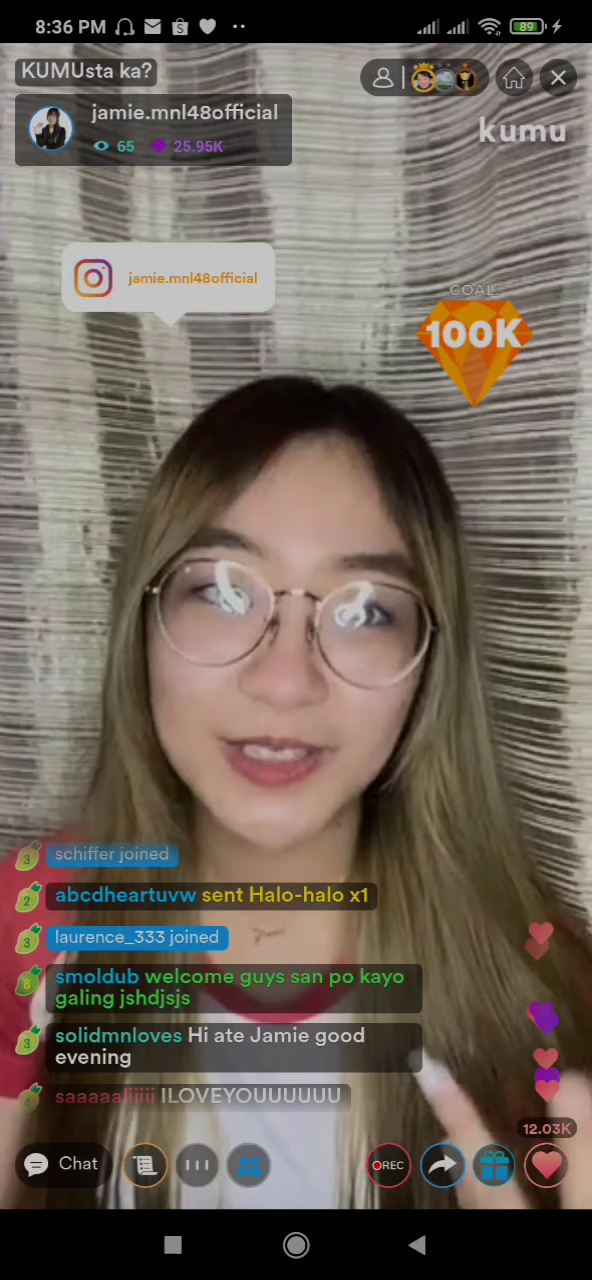 8:36 PM
89
KUMUsta ka?
jamie.mnl48official
65
25.95K
kumu
jamie.mnl48official
GOAL:
100K
3
schiffer joined
2
abcdheartuvw sent Halo-halo x1
3
laurence_333 joined
8
smoldub welcome guys san po kayo
galing jshdjsjs
3
solidmnloves Hi ate Jamie good
evening
saaaaaliiiii ILOVEYOUUUUUU
12.03K
Chat
REC